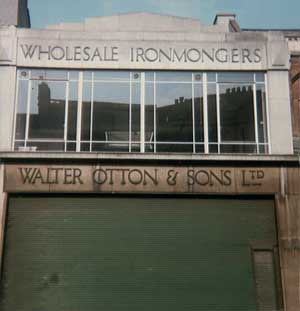 WHOLESALE IRONMONGERS
WALTER OTTON & SONS LTD